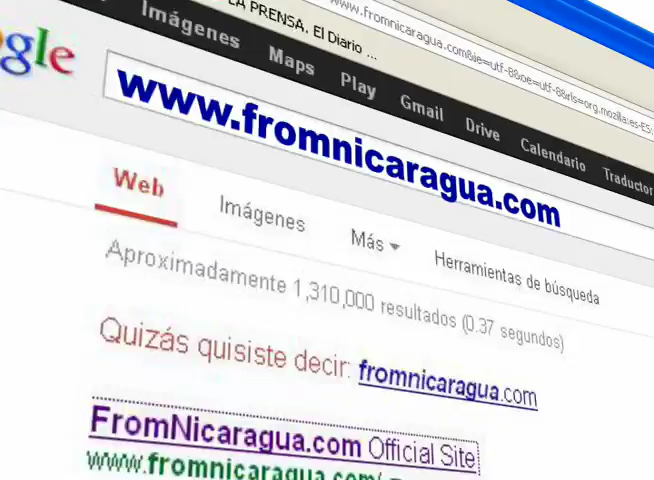 LA PRENSA. El Diario ...
www.fromnicaragua.com&ie=utf-8&oe=utf-8&rls=org.mozilla:es-ES:
Imágenes Maps Play Gmail Drive Calendario Traductor
ogle
www.fromnicaragua.com
Web Imágenes Más Herramientas de búsqueda
Aproximadamente 1,310,000 resultados (0.37 segundos)
Quizás quisiste decir: fromnicaragua.com
FromNicaragua.com Official Site
www.fromnicaragua.com/